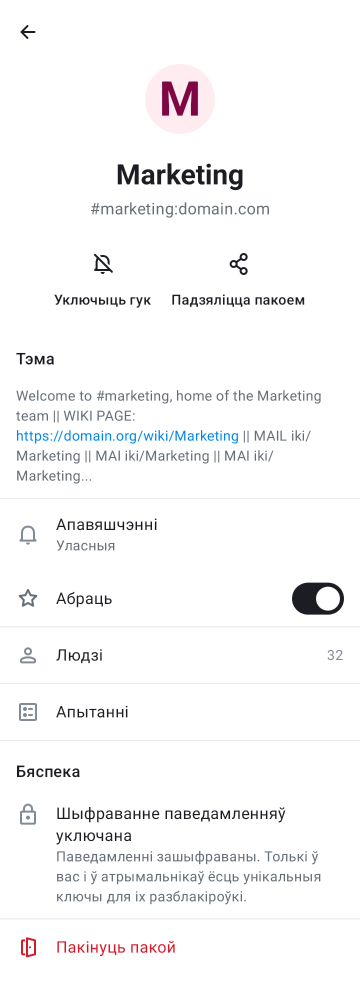 M
Marketing
#marketing:domain.com
Уключыць гук
Падзяліцца пакоем
Тэма
Welcome to #marketing, home of the Marketing
team || WIKI PAGE:
https://domain.org/wiki/Marketing || MAIL iki/
Marketing || MAI iki/Marketing || MAI iki/
Marketing...
Апавяшчэнні
Уласныя
Абраць
Людзі 32
Апытанні
Бяспека
Шыфраванне паведамленняў
уключана
Паведамленні зашыфраваны. Толькі ў
вас і ў атрымальнікаў ёсць унікальныя
ключы для іх разблакіроўкі.
Пакінуць пакой